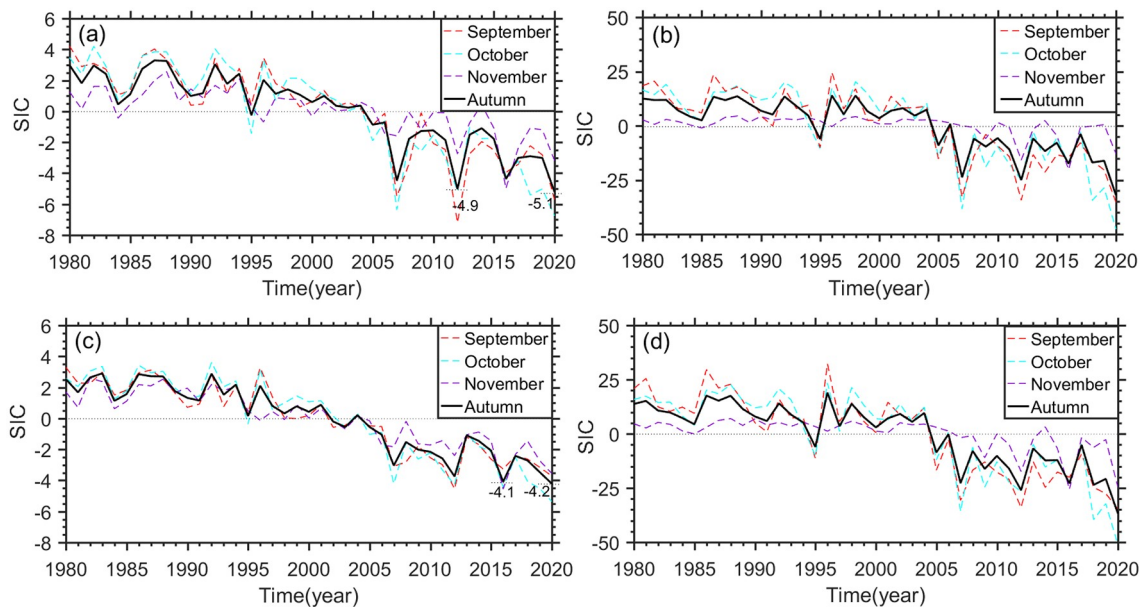 (a)
6
4
2
0
-2
-4
-6
-8
SIC
September
October
November
Autumn
-4.9
-5.1
1980 1985 1990 1995 2000 2005 2010 2015 2020
Time(year)
(b)
50
25
0
-25
-50
SIC
September
October
November
Autumn
1980 1985 1990 1995 2000 2005 2010 2015 2020
Time(year)
(c)
6
4
2
0
-2
-4
-6
-8
SIC
September
October
November
Autumn
-4.1 -4.2
1980 1985 1990 1995 2000 2005 2010 2015 2020
Time(year)
(d)
50
25
0
-25
-50
SIC
September
October
November
Autumn
1980 1985 1990 1995 2000 2005 2010 2015 2020
Time(year)